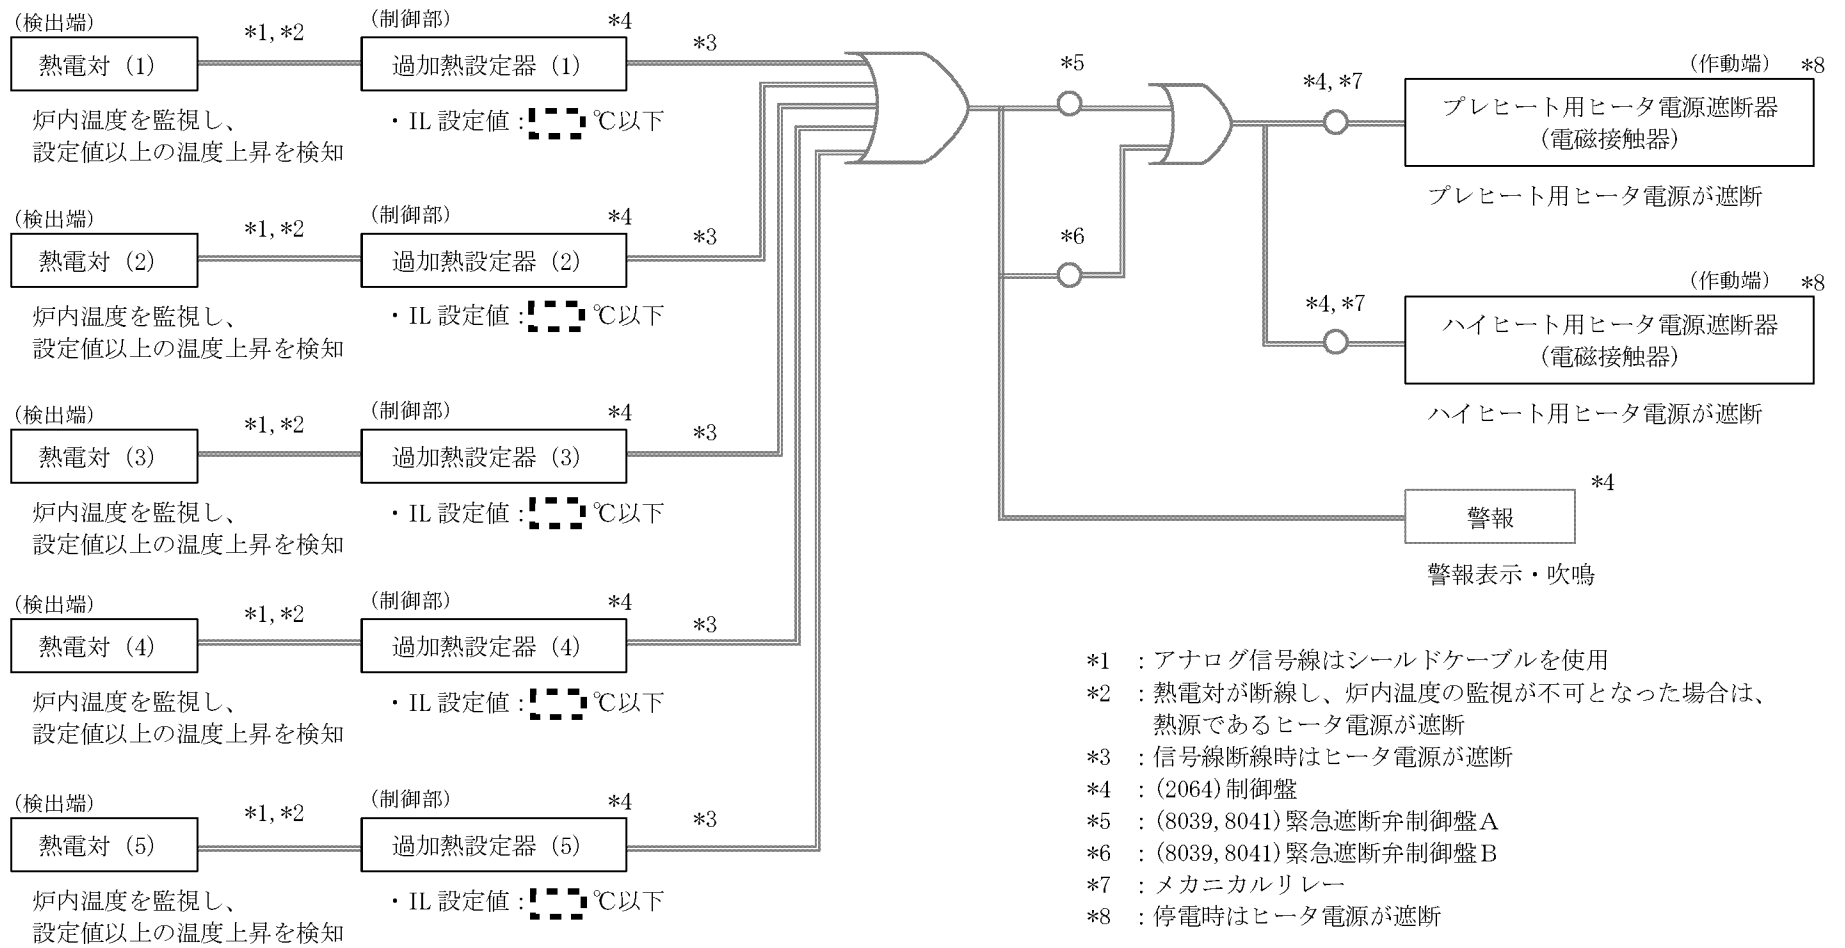 (検出端)
*1, *2
(制御部)
*4
熱電対 (1)
過加熱設定器 (1)
*3
炉内温度を監視し、
設定値以上の温度上昇を検知
・IL 設定値 : ℃以下
(検出端)
*1, *2
(制御部)
*4
熱電対 (2)
過加熱設定器 (2)
*3
炉内温度を監視し、
設定値以上の温度上昇を検知
・IL 設定値 : ℃以下
(検出端)
*1, *2
(制御部)
*4
熱電対 (3)
過加熱設定器 (3)
*3
炉内温度を監視し、
設定値以上の温度上昇を検知
・IL 設定値 : ℃以下
(検出端)
*1, *2
(制御部)
*4
熱電対 (4)
過加熱設定器 (4)
*3
炉内温度を監視し、
設定値以上の温度上昇を検知
・IL 設定値 : ℃以下
(検出端)
*1, *2
(制御部)
*4
熱電対 (5)
過加熱設定器 (5)
*3
炉内温度を監視し、
設定値以上の温度上昇を検知
・IL 設定値 : ℃以下
*5
*6
*4, *7
(作動端)
*8
プレヒート用ヒータ電源遮断器
(電磁接触器)
プレヒート用ヒータ電源が遮断
*4, *7
(作動端)
*8
ハイヒート用ヒータ電源遮断器
(電磁接触器)
ハイヒート用ヒータ電源が遮断
*4
警報
警報表示・吹鳴
*1 : アナログ信号線はシールドケーブルを使用
*2 : 熱電対が断線し、炉内温度の監視が不可となった場合は、
熱源であるヒータ電源が遮断
*3 : 信号線断線時はヒータ電源が遮断
*4 : (2064)制御盤
*5 : (8039, 8041)緊急遮断弁制御盤A
*6 : (8039, 8041)緊急遮断弁制御盤B
*7 : メカニカルリレー
*8 : 停電時はヒータ電源が遮断